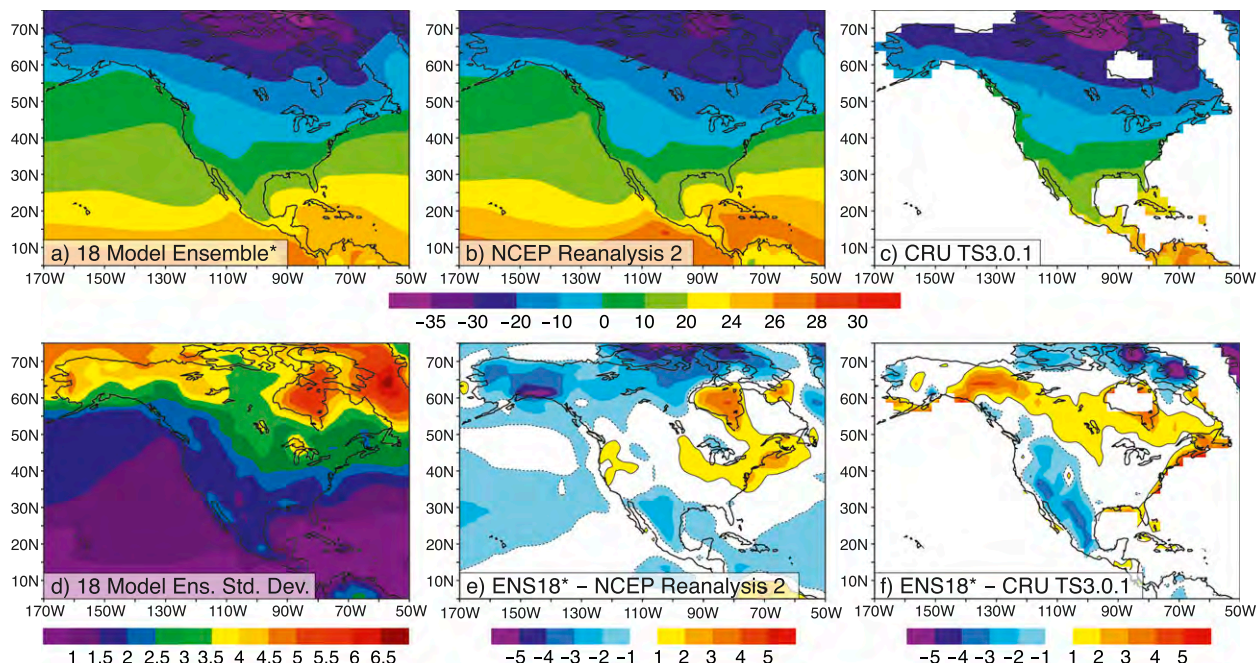 70N
60N
50N
40N
30N
20N
10N
a) 18 Model Ensemble*
170W 150W 130W 110W 90W 70W 50W
70N
60N
50N
40N
30N
20N
10N
b) NCEP Reanalysis 2
170W 150W 130W 110W 90W 70W 50W
70N
60N
50N
40N
30N
20N
10N
c) CRU TS3.0.1
170W 150W 130W 110W 90W 70W 50W
−35 −30 −20 −10 0 10 20 24 26 28 30
70N
60N
50N
40N
30N
20N
10N
d) 18 Model Ens. Std. Dev.
170W 150W 130W 110W 90W 70W 50W
1 1.5 2 2.5 3 3.5 4 4.5 5 5.5 6 6.5
70N
60N
50N
40N
30N
20N
10N
e) ENS18* − NCEP Reanalysis 2
170W 150W 130W 110W 90W 70W 50W
−5 −4 −3 −2 −1 1 2 3 4 5
70N
60N
50N
40N
30N
20N
10N
f) ENS18* − CRU TS3.0.1
170W 150W 130W 110W 90W 70W 50W
−5 −4 −3 −2 −1 1 2 3 4 5